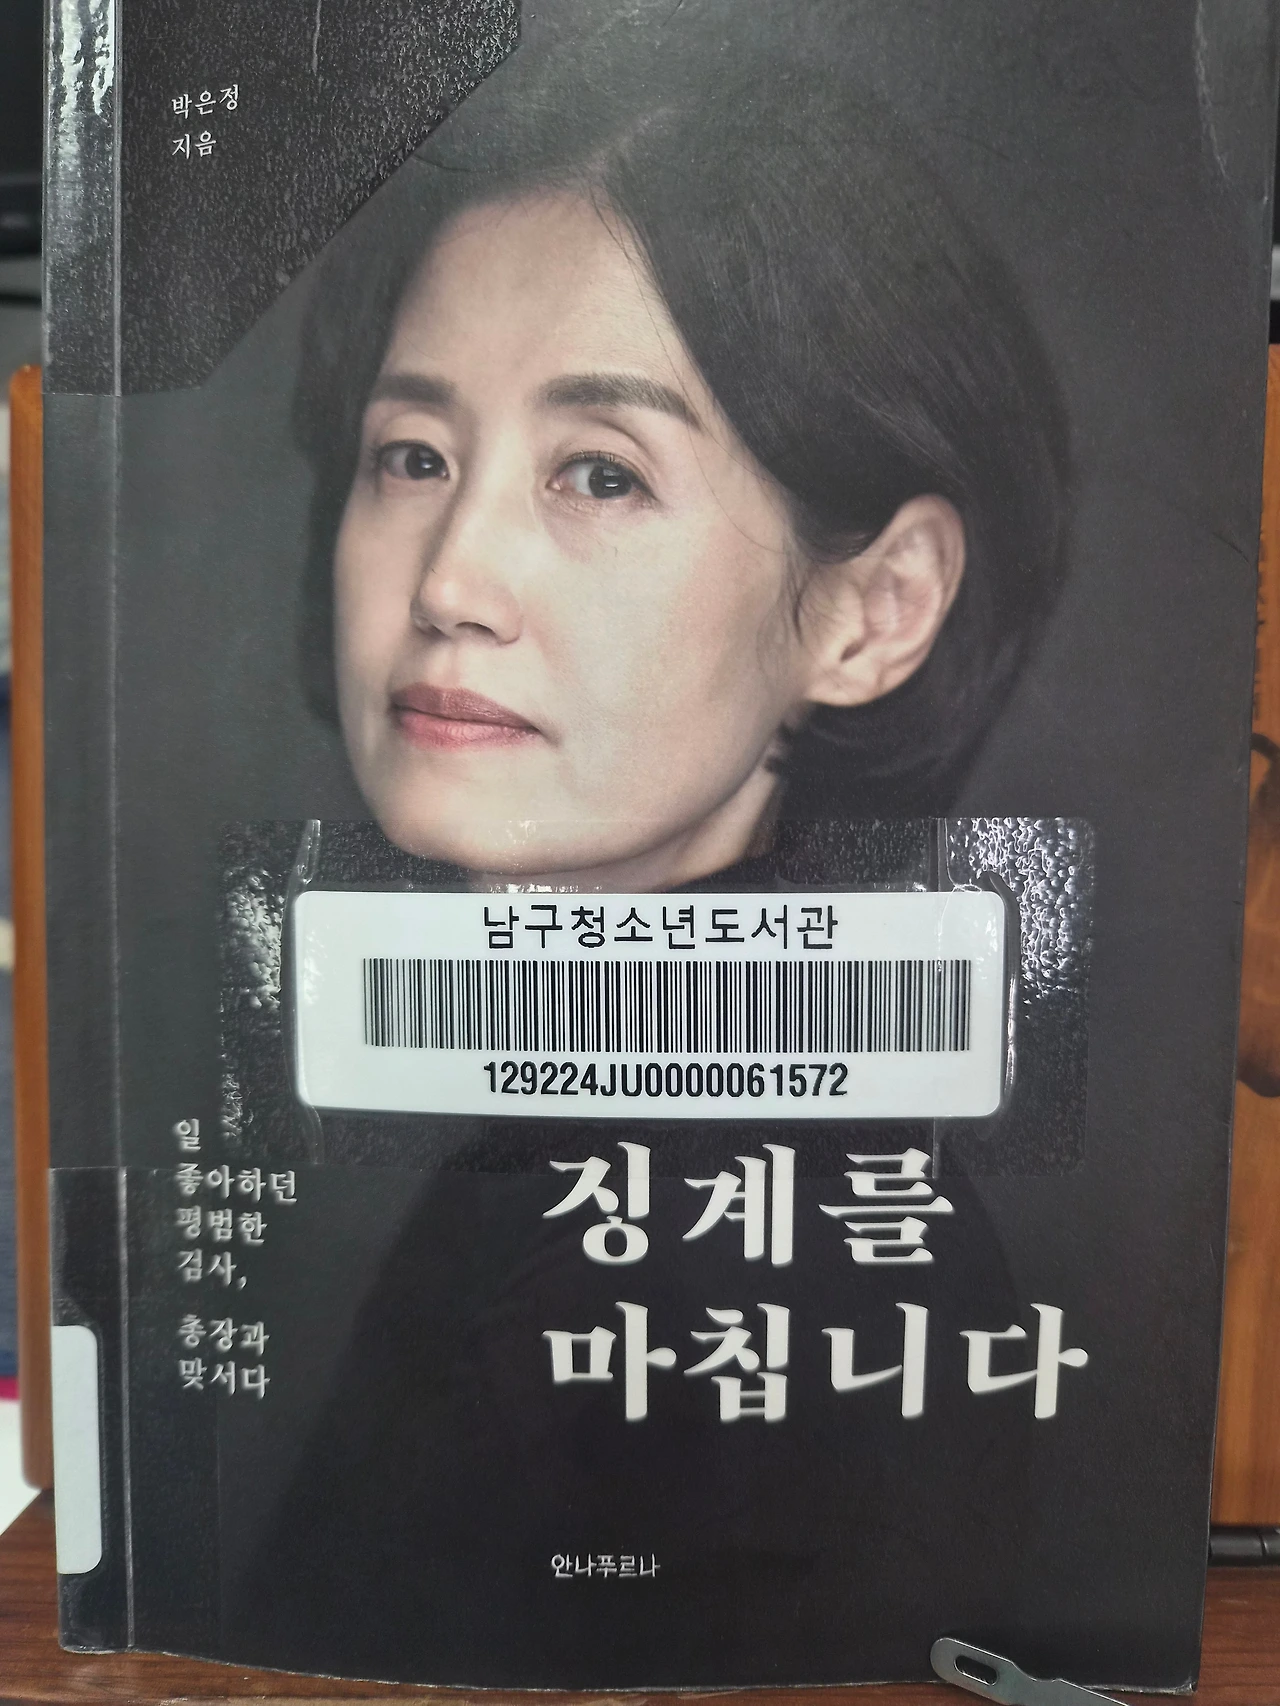 박은정
지음
남구청소년도서관
129224JU0000061572
일
좋아하던
평범한
검사,
총장과
맞서다
징계를
마칩니다
안나푸르나